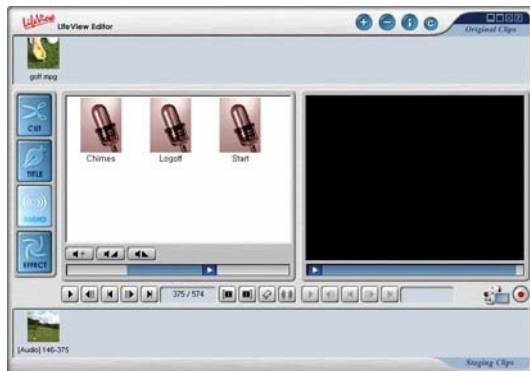 LifeView
LifeView Editor
Original Clips
golf.mpg
CUT
TITLE
AUDIO
EFFECT
Chimes
Logoff
Start
375 / 574
[Audio] 146-375
Staging Clips